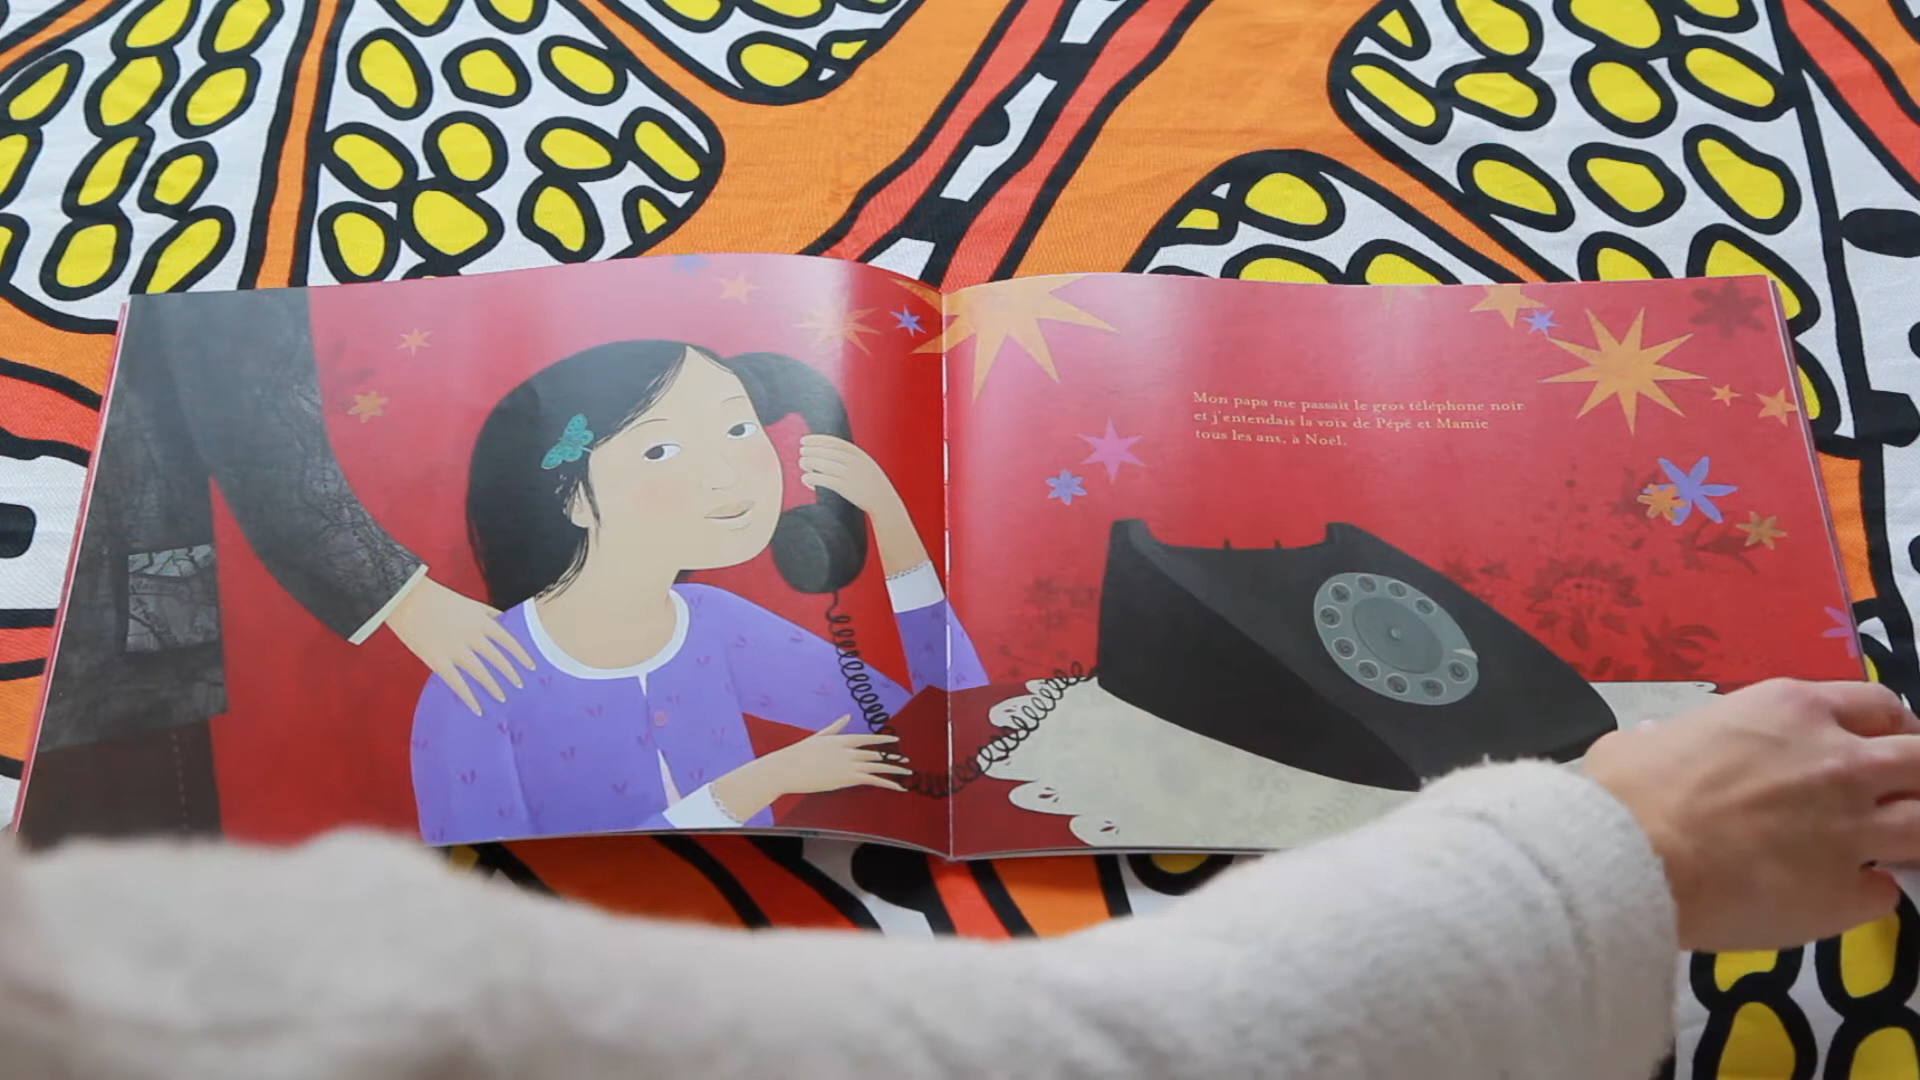 Mon papa me passait le gros téléphone noir
et j'entendais la voix de Pépé et Mamie
tous les ans, à Noël.